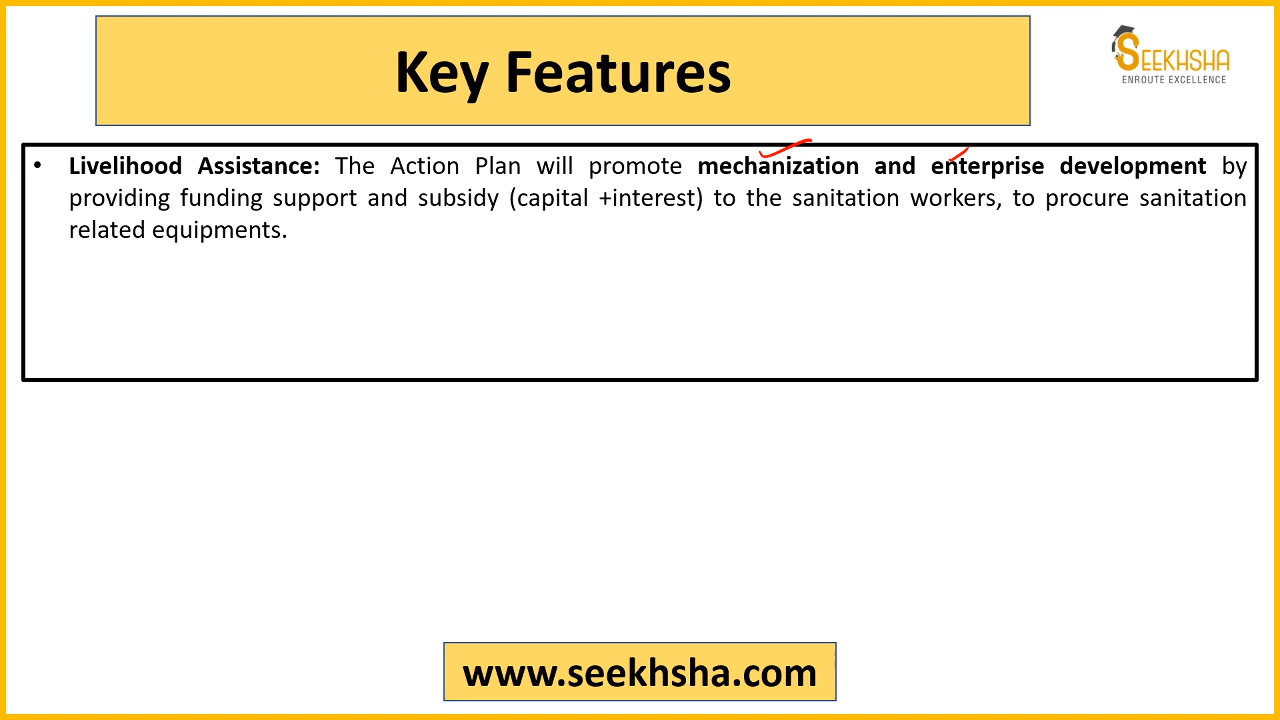 Key Features
SEEKHSHA
ENROUTE EXCELLENCE
• Livelihood Assistance: The Action Plan will promote mechanization and enterprise development by
providing funding support and subsidy (capital +interest) to the sanitation workers, to procure sanitation
related equipments.
www.seekhsha.com